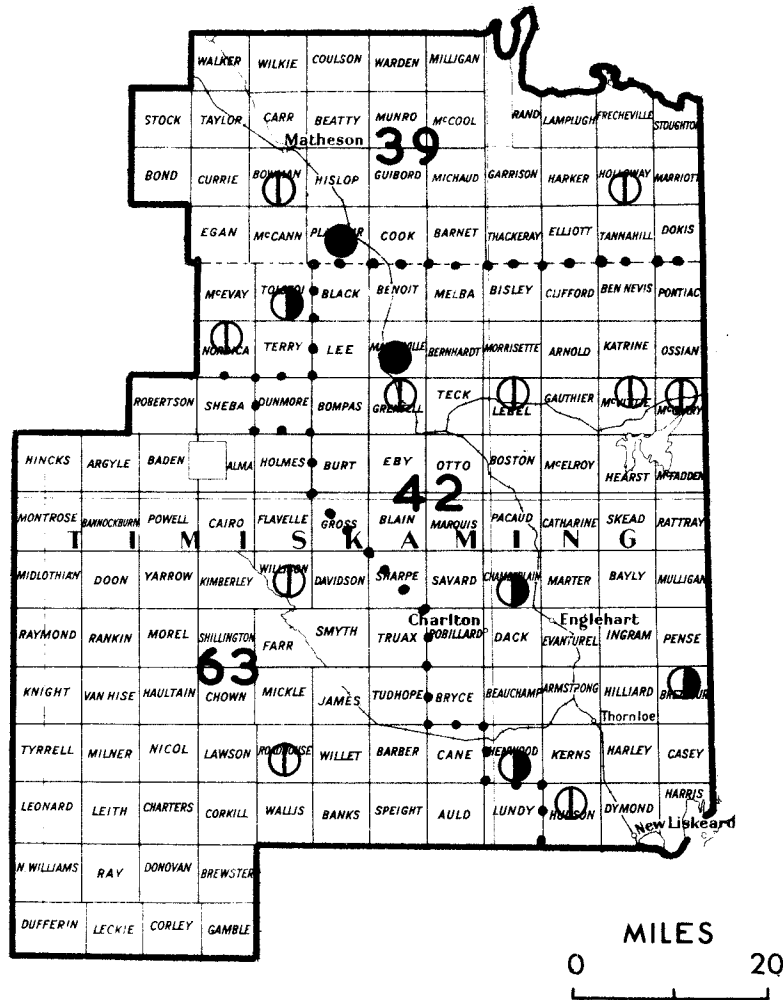 WALKER WILKIE COULSON WARDEN MILLIGAN
STOCK TAYLOR CARR BEATTY MUNRO McCOOL RAND LAMPLUGH FRECHEVILLE STOUGHTON
Matheson 39
BOND CURRIE BOWMAN HISLOP GUIBORD MICHAUD GARRISON HARKER HOLLOWAY MARRIOTT
EGAN McCANN COOK BARNET THACKERAY ELLIOTT TANNAHILL DOKIS
McEVAY BLACK BENOIT MELBA BISLEY CLIFFORD BEN NEVIS PONTIAC
NORDICA TERRY LEE BERNHARDT MORRISETTE ARNOLD KATRINE OSSIAN
ROBERTSON SHEBA DUNMORE BOMPAS GRENFELL TECK LEBEL GAUTHIER McVITTIE McGARRY
HINCKS ARGYLE BADEN ALMA HOLMES BURT EBY OTTO BOSTON McELROY HEARST McFADDEN
42
MONTROSE BANNOCKBURN POWELL CAIRO FLAVELLE GROSS BLAIN MARQUIS PACAUD CATHARINE SKEAD RATTRAY
TIMISKAMING
MIDLOTHIAN DOON YARROW KIMBERLEY WILLISON DAVIDSON SHARPE SAVARD CHAMBERLAIN MARTER BAYLY MULLIGAN
Charlton Englehart
RAYMOND RANKIN MOREL SHILLINGTON FARR SMYTH TRUAX ROBILLARD DACK EVANTUREL INGRAM PENSE
63
KNIGHT VAN HISE HAULTAIN CHOWN MICKLE JAMES TUDHOPE BRYCE BEAUCHAMP ARMSTRONG HILLIARD
Thornloe
TYRRELL MILNER NICOL LAWSON ROADHOUSE WILLET BARBER CANE KERNS HARLEY CASEY
LEONARD LEITH CHARTERS CORKILL WALLIS BANKS SPEIGHT AULD LUNDY HUDSON DYMOND HARRIS
New Liskeard
N WILLIAMS RAY DONOVAN BREWSTER
DUFFERIN LECKIE CORLEY GAMBLE
MILES
0 20